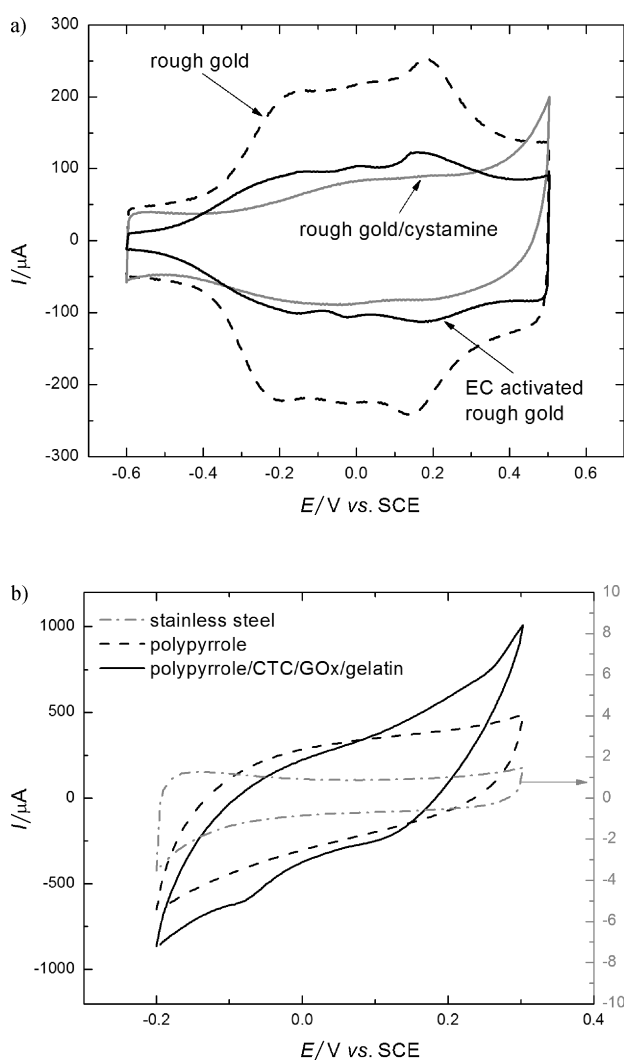 a)
300
200
100
0
-100
-200
-300
I/µA
rough gold
rough gold/cystamine
EC activated
rough gold
-0.6 -0.4 -0.2 0.0 0.2 0.4 0.6
E/V vs. SCE
b)
1000
500
0
-500
-1000
I/µA
stainless steel
polypyrrole
polypyrrole/CTC/GOx/gelatin
10
8
6
4
2
0
-2
-4
-6
-8
-10
-0.2 0.0 0.2 0.4
E/V vs. SCE